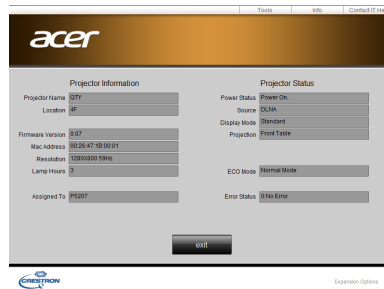 Tools Info Contact IT He
acer
Projector Information Projector Status
Projector Name QTY Power Status Power On.
Location 4F Source DLNA
Display Mode Standard
Firmware Version 0.07 Projection Front Table
Mac Address 00:26:47:1B:00:01
Resolution 1280X800 59Hz
Lamp Hours 3 ECO Mode Normal Mode
Assigned To P5207 Error Status 0:No Error
exit
CRESTRON Expansion Options